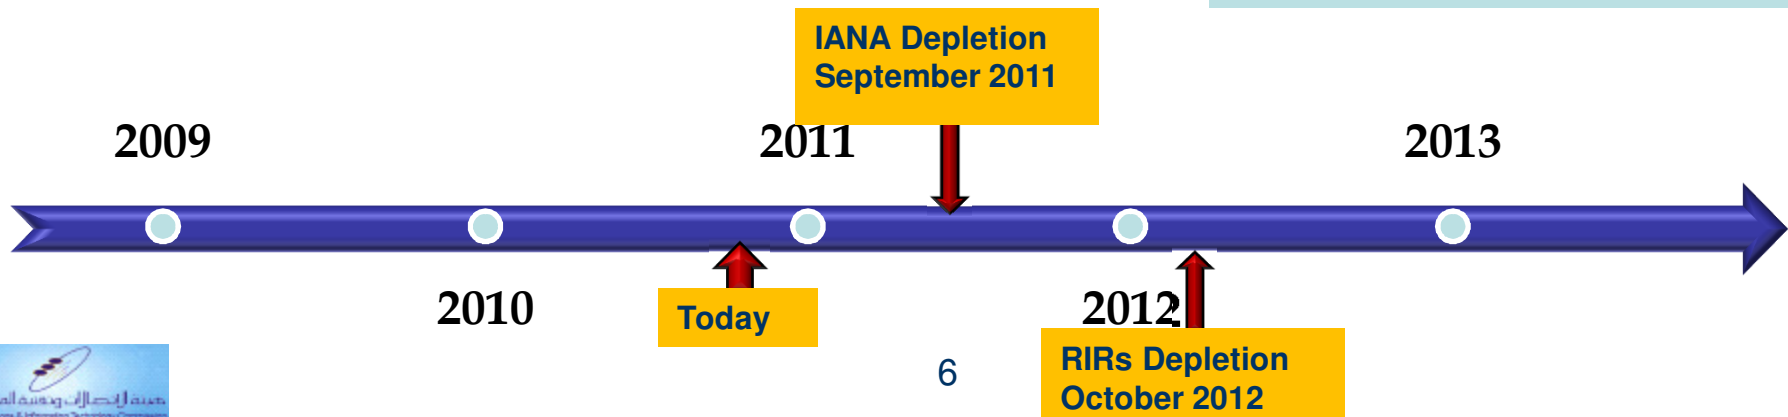 IANA Depletion
September 2011
2009
2011
2013
2010
Today
2012
RIRs Depletion
October 2012
6